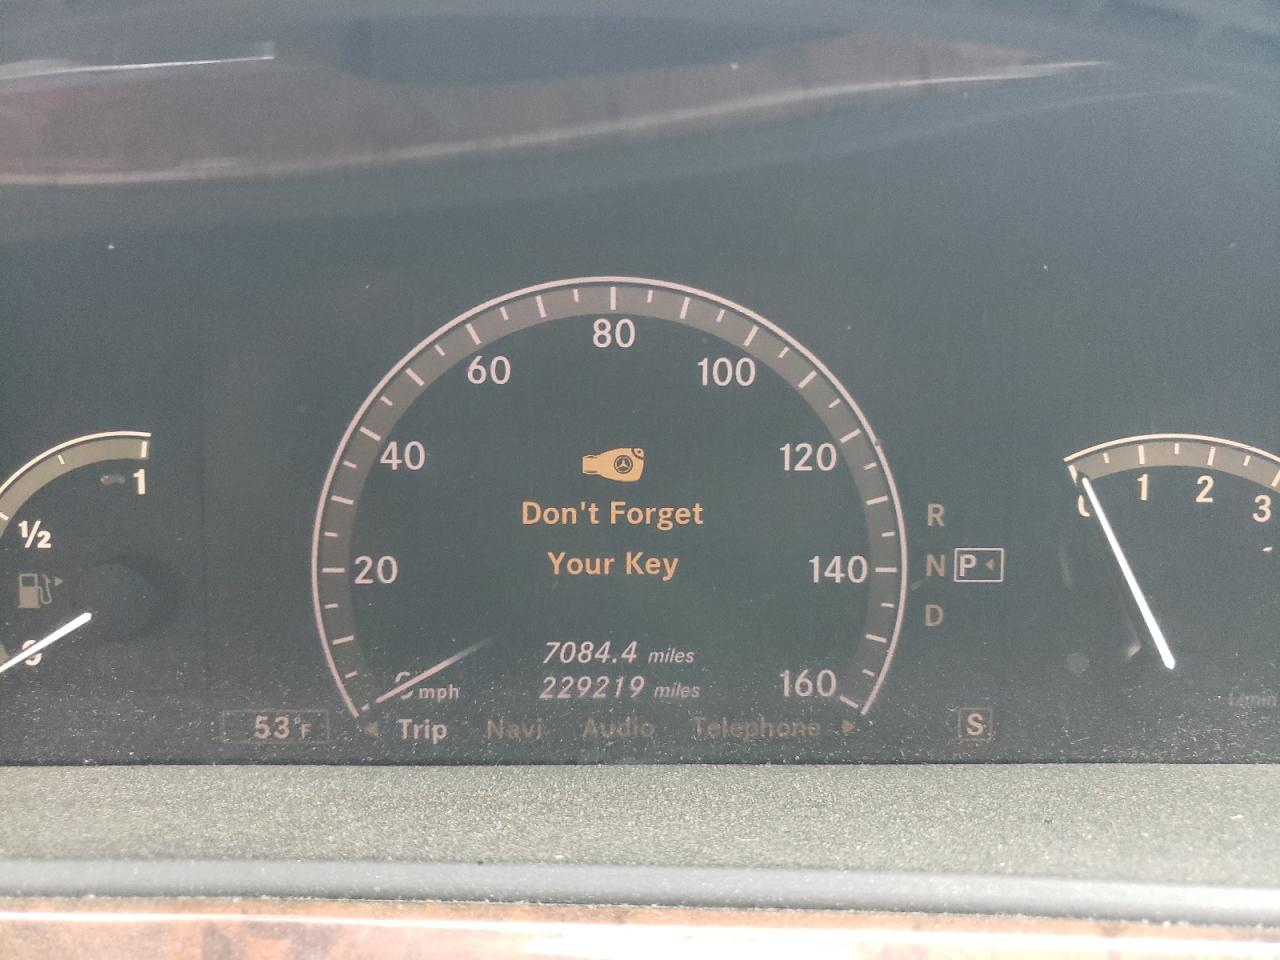 80
60
100
40
120
1
½
20
140
160
Don't Forget
Your Key
R
N
P
D
7084.4 miles
229219 miles
mph
53°F
Trip
Navi
Audio
Telephone
S
0
1
2
3